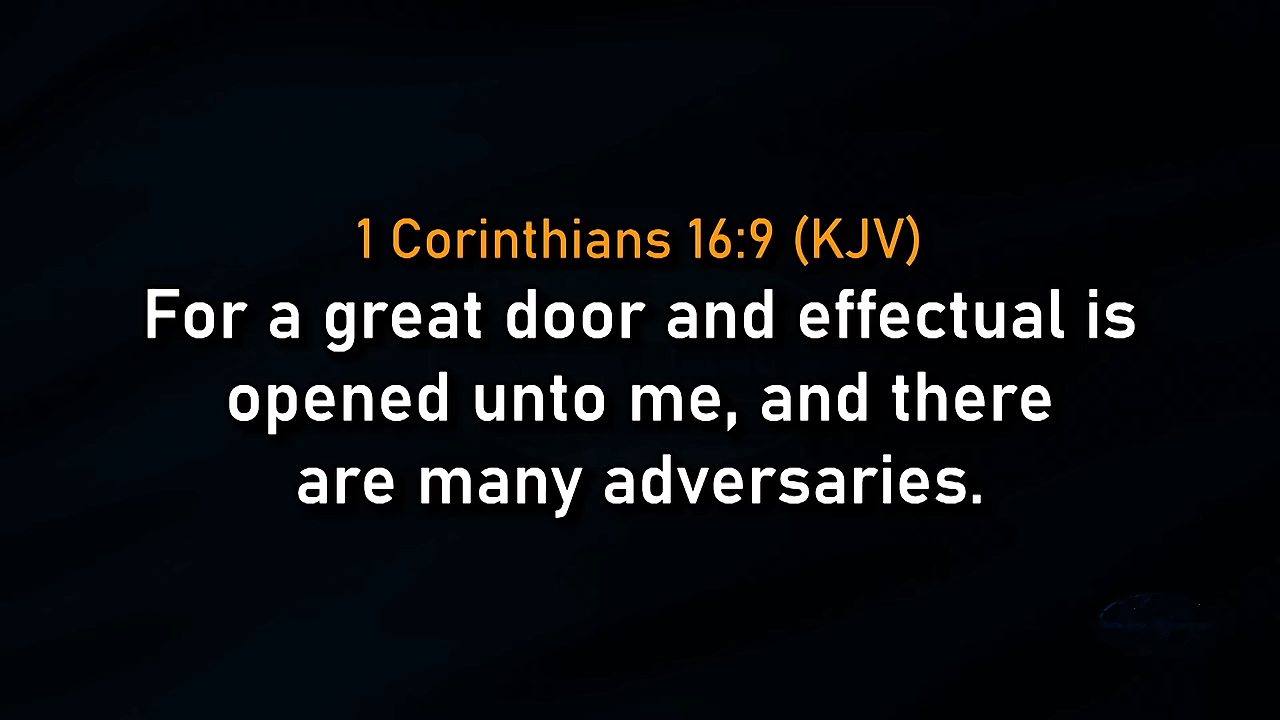 1 Corinthians 16:9 (KJV)
For a great door and effectual is
opened unto me, and there
are many adversaries.